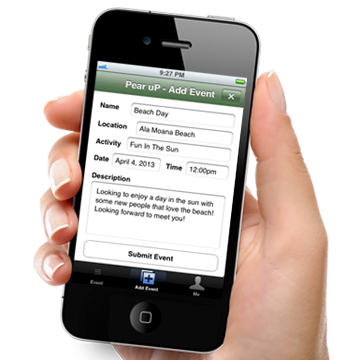 9:27 PM
Pear uP - Add Event
Name Beach Day
Location Ala Moana Beach
Activity Fun In The Sun
Date April 4, 2013 Time 12:00pm
Description
Looking to enjoy a day in the sun with
some new people that love the beach!
Looking forward to meet you!
Submit Event
Event Add Event Me